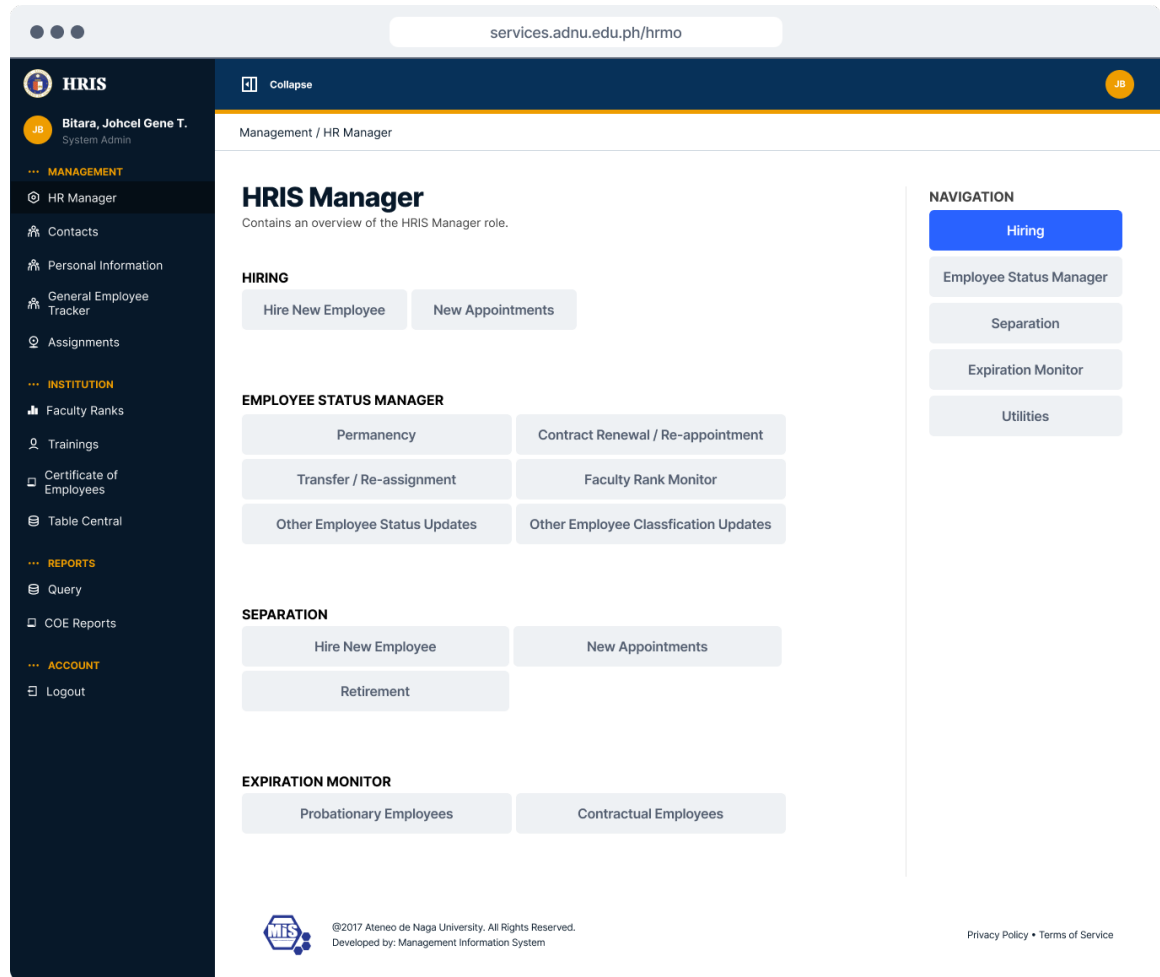 services.adnu.edu.ph/hrmo
HRIS
Collapse
JB
JB
Bitara, Johcel Gene T.
System Admin
Management / HR Manager
MANAGEMENT
HR Manager
Contacts
Personal Information
General Employee
Tracker
Assignments
INSTITUTION
Faculty Ranks
Trainings
Certificate of
Employees
Table Central
REPORTS
Query
COE Reports
ACCOUNT
Logout
HRIS Manager
Contains an overview of the HRIS Manager role.
HIRING
Hire New Employee
New Appointments
EMPLOYEE STATUS MANAGER
Permanency
Contract Renewal / Re-appointment
Transfer / Re-assignment
Faculty Rank Monitor
Other Employee Status Updates
Other Employee Classfication Updates
SEPARATION
Hire New Employee
New Appointments
Retirement
EXPIRATION MONITOR
Probationary Employees
Contractual Employees
NAVIGATION
Hiring
Employee Status Manager
Separation
Expiration Monitor
Utilities
MIS
@2017 Ateneo de Naga University. All Rights Reserved.
Developed by: Management Information System
Privacy Policy • Terms of Service